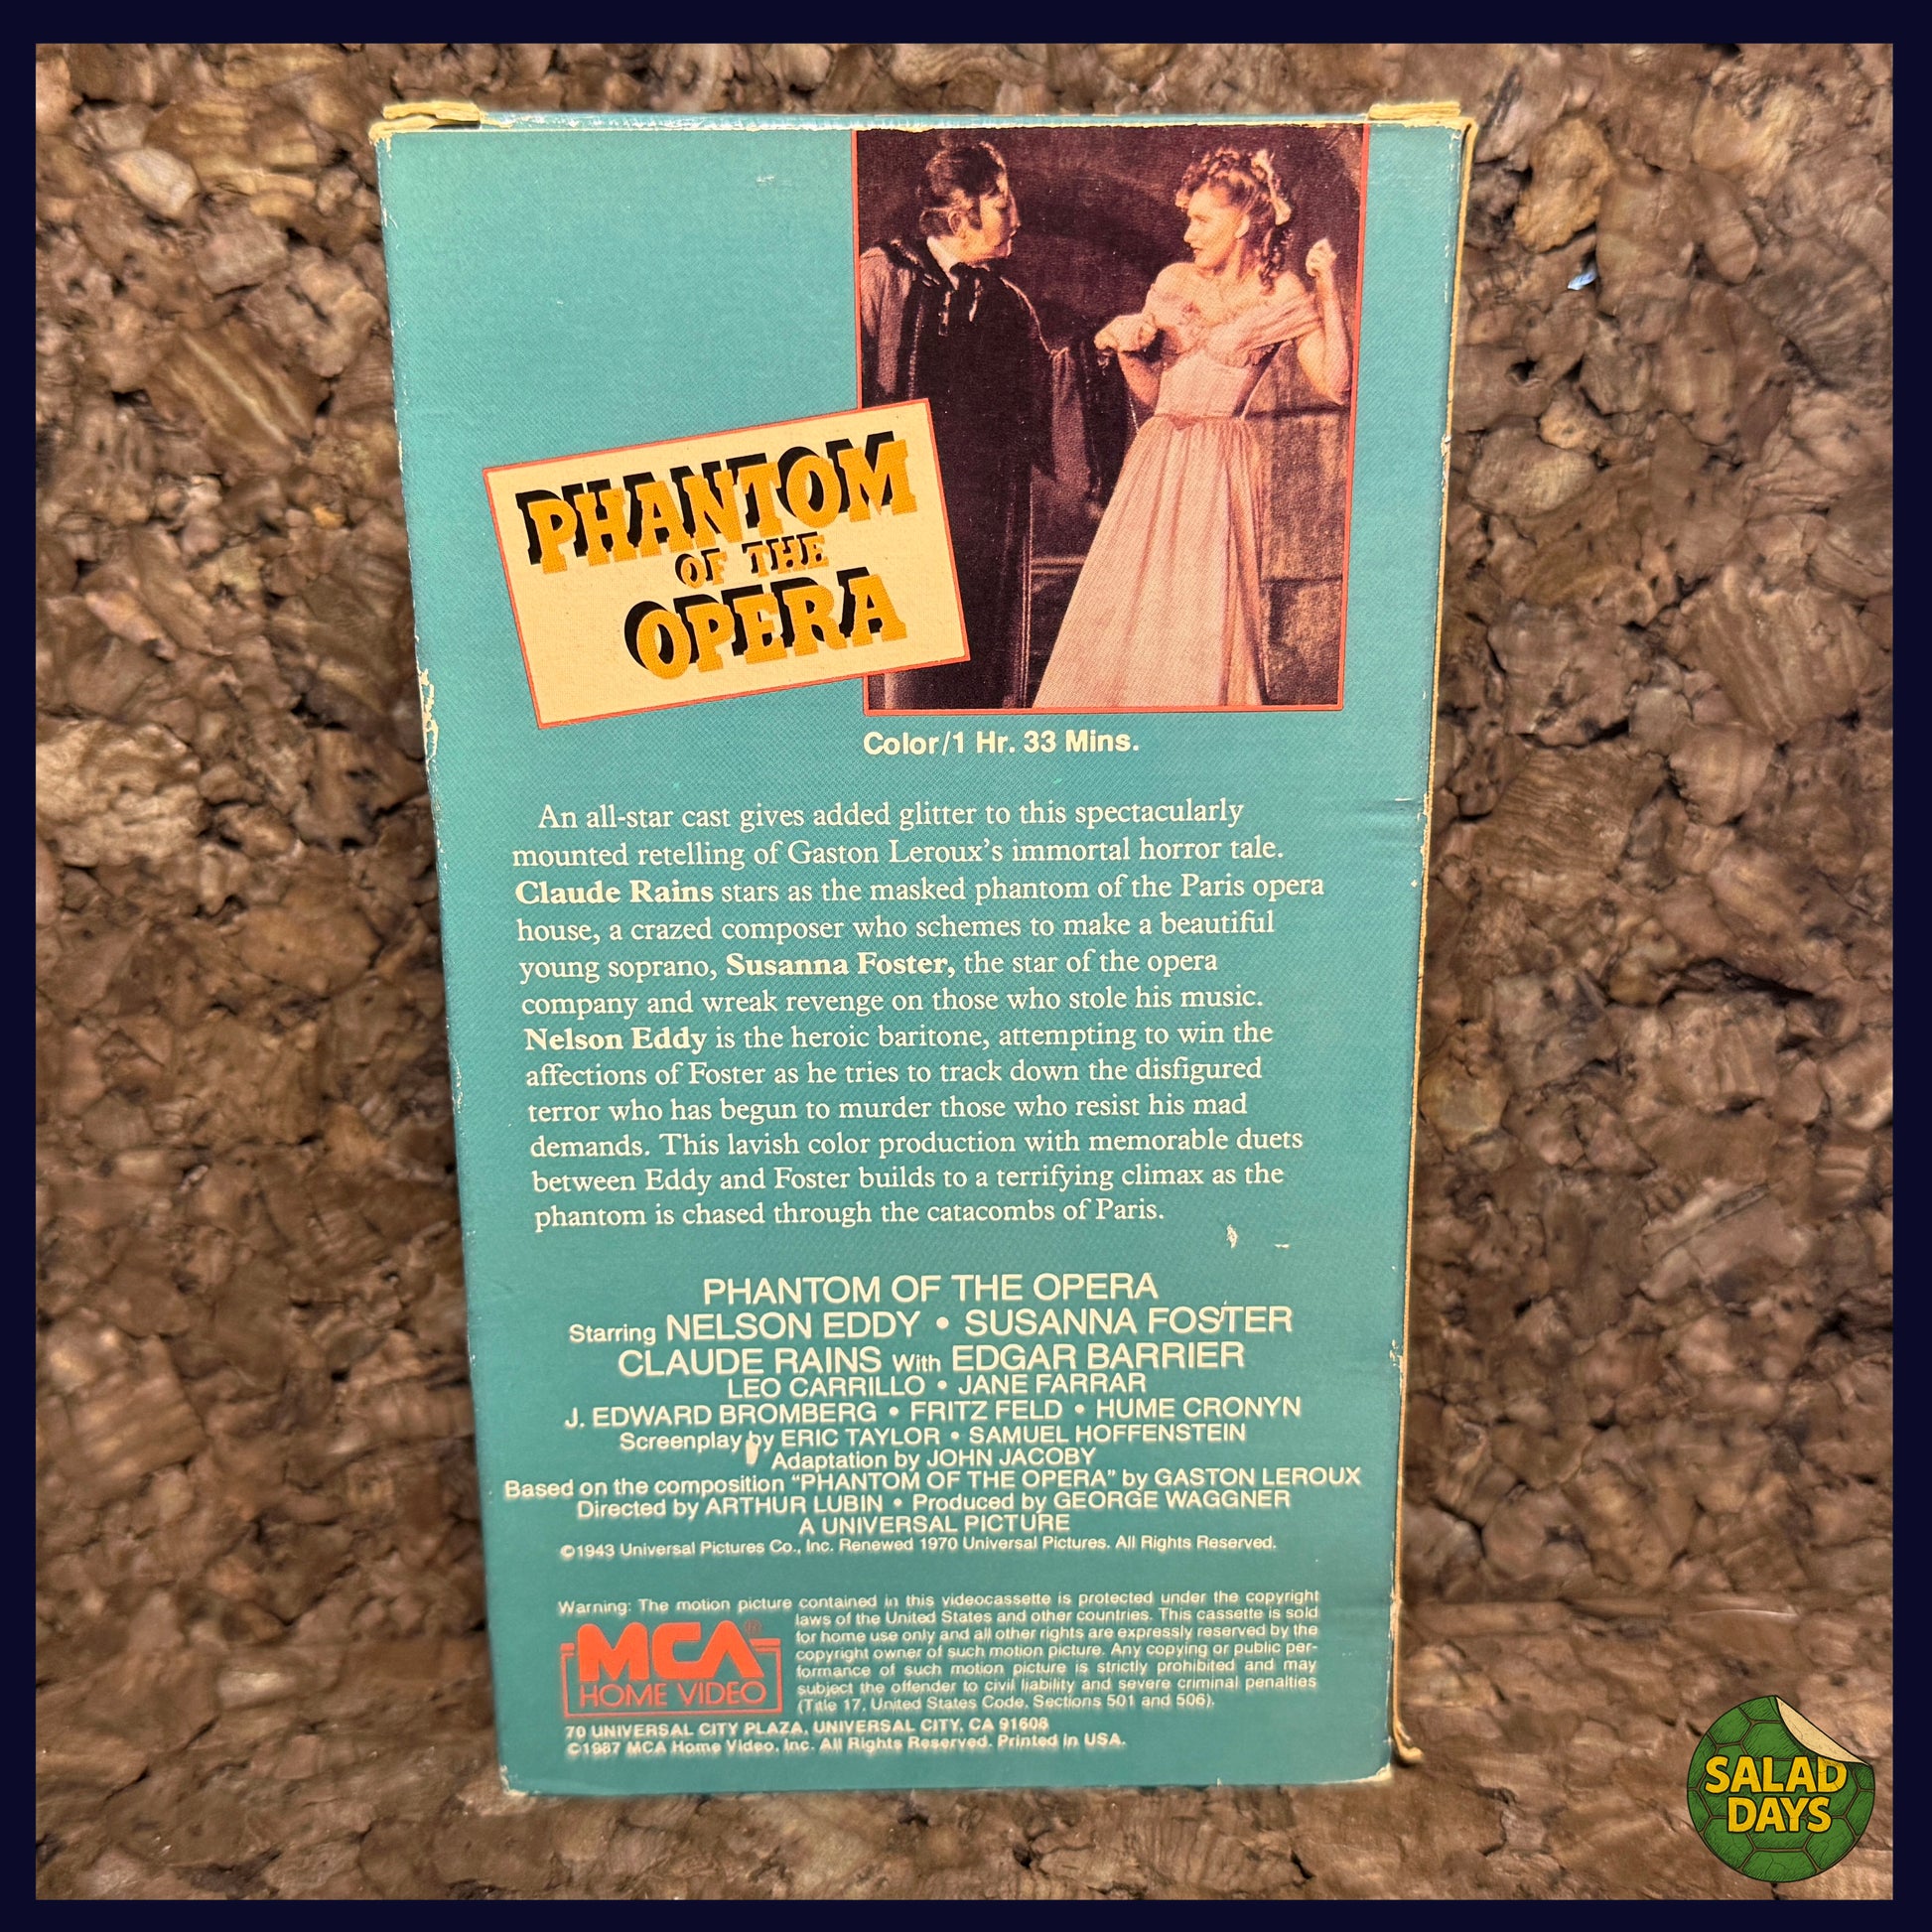 PHANTOM
OF THE
OPERA
Color/1 Hr. 33 Mins.
An all-star cast gives added glitter to this spectacularly
mounted retelling of Gaston Leroux's immortal horror tale.
Claude Rains stars as the masked phantom of the Paris opera
house, a crazed composer who schemes to make a beautiful
young soprano, Susanna Foster, the star of the opera
company and wreak revenge on those who stole his music.
Nelson Eddy is the heroic baritone, attempting to win the
affections of Foster as he tries to track down the disfigured
terror who has begun to murder those who resist his mad
demands. This lavish color production with memorable duets
between Eddy and Foster builds to a terrifying climax as the
phantom is chased through the catacombs of Paris.
PHANTOM OF THE OPERA
Starring NELSON EDDY • SUSANNA FOSTER
CLAUDE RAINS With EDGAR BARRIER
LEO CARRILLO • JANE FARRAR
J. EDWARD BROMBERG • FRITZ FELD • HUME CRONYN
Screenplay by ERIC TAYLOR • SAMUEL HOFFENSTEIN
Adaptation by JOHN JACOBY
Based on the composition "PHANTOM OF THE OPERA" by GASTON LEROUX
Directed by ARTHUR LUBIN • Produced by GEORGE WAGGNER
A UNIVERSAL PICTURE
©1943 Universal Pictures Co., Inc. Renewed 1970 Universal Pictures. All Rights Reserved.
Warning: The motion picture contained in this videocassette is protected under the copyright
laws of the United States and other countries. This cassette is sold
for home use only and all other rights are expressly reserved by the
copyright owner of such motion picture. Any copying or public per-
formance of such motion picture is strictly prohibited and may
subject the offender to civil liability and severe criminal penalties
(Title 17, United States Code, Sections 501 and 506).
MCA®
HOME VIDEO
70 UNIVERSAL CITY PLAZA, UNIVERSAL CITY, CA 91608
©1987 MCA Home Video, Inc. All Rights Reserved. Printed in USA.
SALAD
DAYS